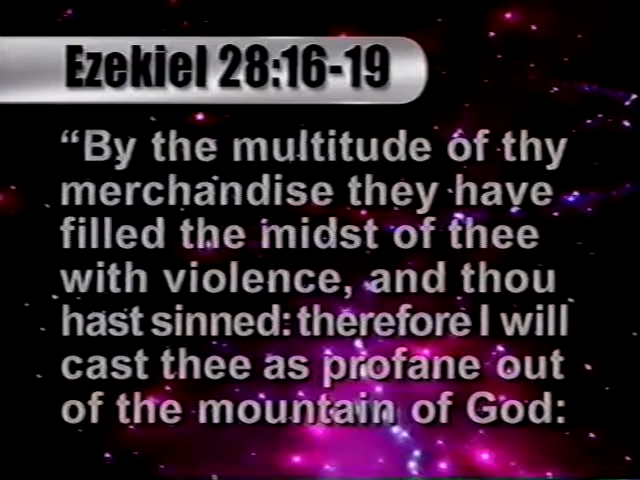 Ezekiel 28:16-19
“By the multitude of thy
merchandise they have
filled the midst of thee
with violence, and thou
hast sinned: therefore I will
cast thee as profane out
of the mountain of God: